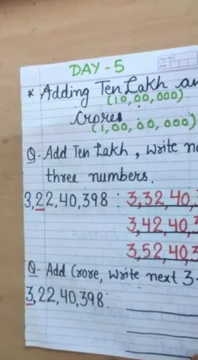 DAY - 5
* Adding Ten Lakh
(10,00,000)
Crores
(1,00,00,000)
Q. Add Ten Lakh, Write
three numbers.
3,22,40,398 : 3,32,40,
3,42,40,
3,52,40,
Q. Add Crore, Write next 3
3,22,40,398